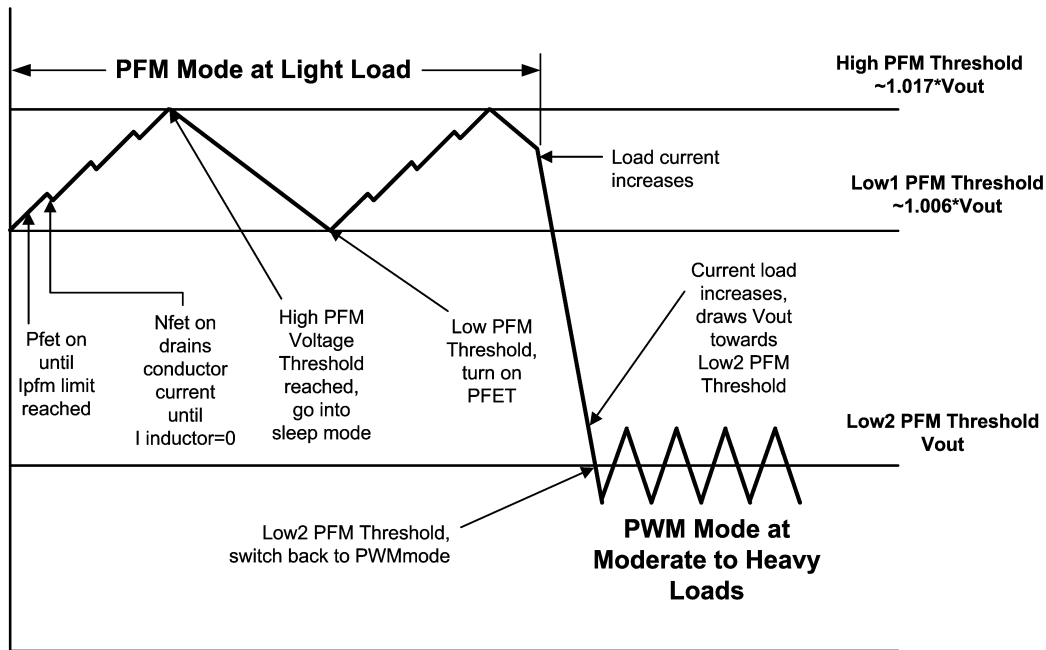 PFM Mode at Light Load
High PFM Threshold
~1.017*Vout
Load current
increases
Low1 PFM Threshold
~1.006*Vout
Pfet on
until
Ipfm limit
reached
Nfet on
drains
conductor
current
until
I inductor=0
High PFM
Voltage
Threshold
reached,
go into
sleep mode
Low PFM
Threshold,
turn on
PFET
Current load
increases,
draws Vout
towards
Low2 PFM
Threshold
Low2 PFM Threshold
Vout
Low2 PFM Threshold,
switch back to PWMmode
PWM Mode at
Moderate to Heavy
Loads